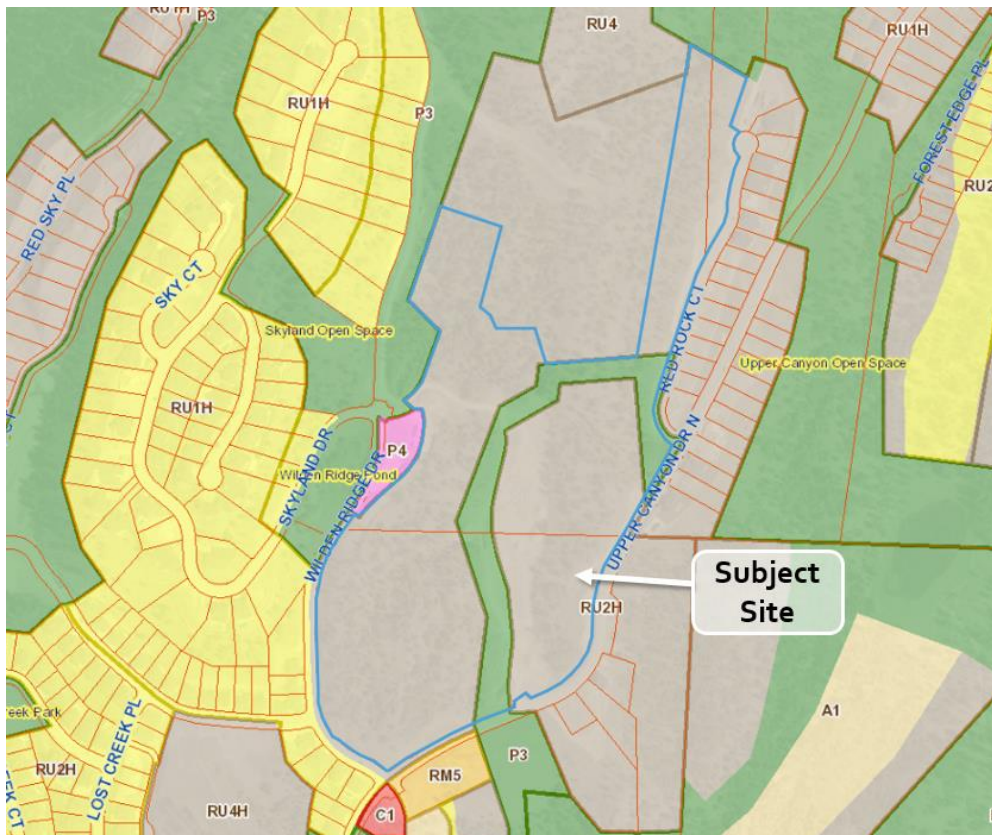 RU1H
P3
RU4
RU1H
RU1H
P3
FOREST EDGE PL
RED SKY PL
SKY CT
Skyland Open Space
RED ROCK CT
Upper Canyon Open Space
RU1H
SKYLAND DR
P4
Wilden Ridge Pond
WILDEN RIDGE DR
UPPER CANYON DR N
Subject
Site
RU2H
A1
LOST CREEK PL
RU2H
P3
RM5
RU4H
C1